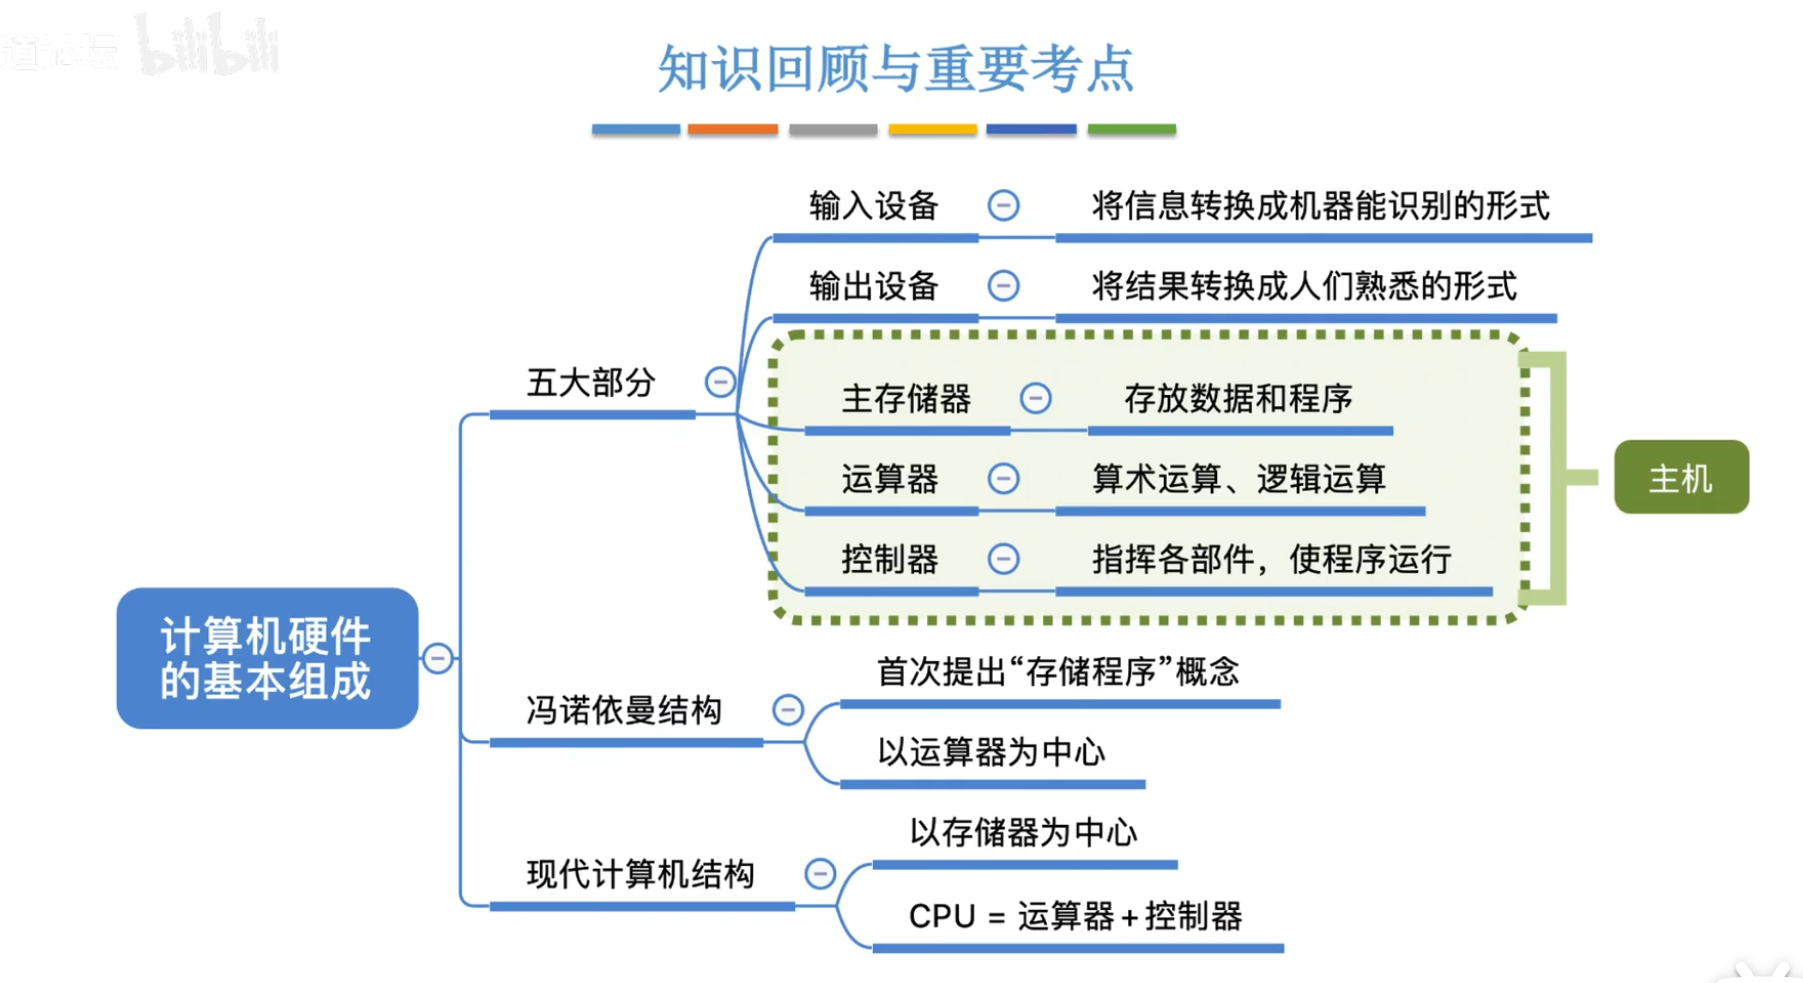 道论坛 bilibili
知识回顾与重要考点
输入设备 将信息转换成机器能识别的形式
输出设备 将结果转换成人们熟悉的形式
五大部分
主存储器 存放数据和程序
运算器 算术运算、逻辑运算
主机
控制器 指挥各部件，使程序运行
计算机硬件
的基本组成
首次提出“存储程序”概念
冯诺依曼结构
以运算器为中心
以存储器为中心
现代计算机结构
CPU = 运算器+控制器